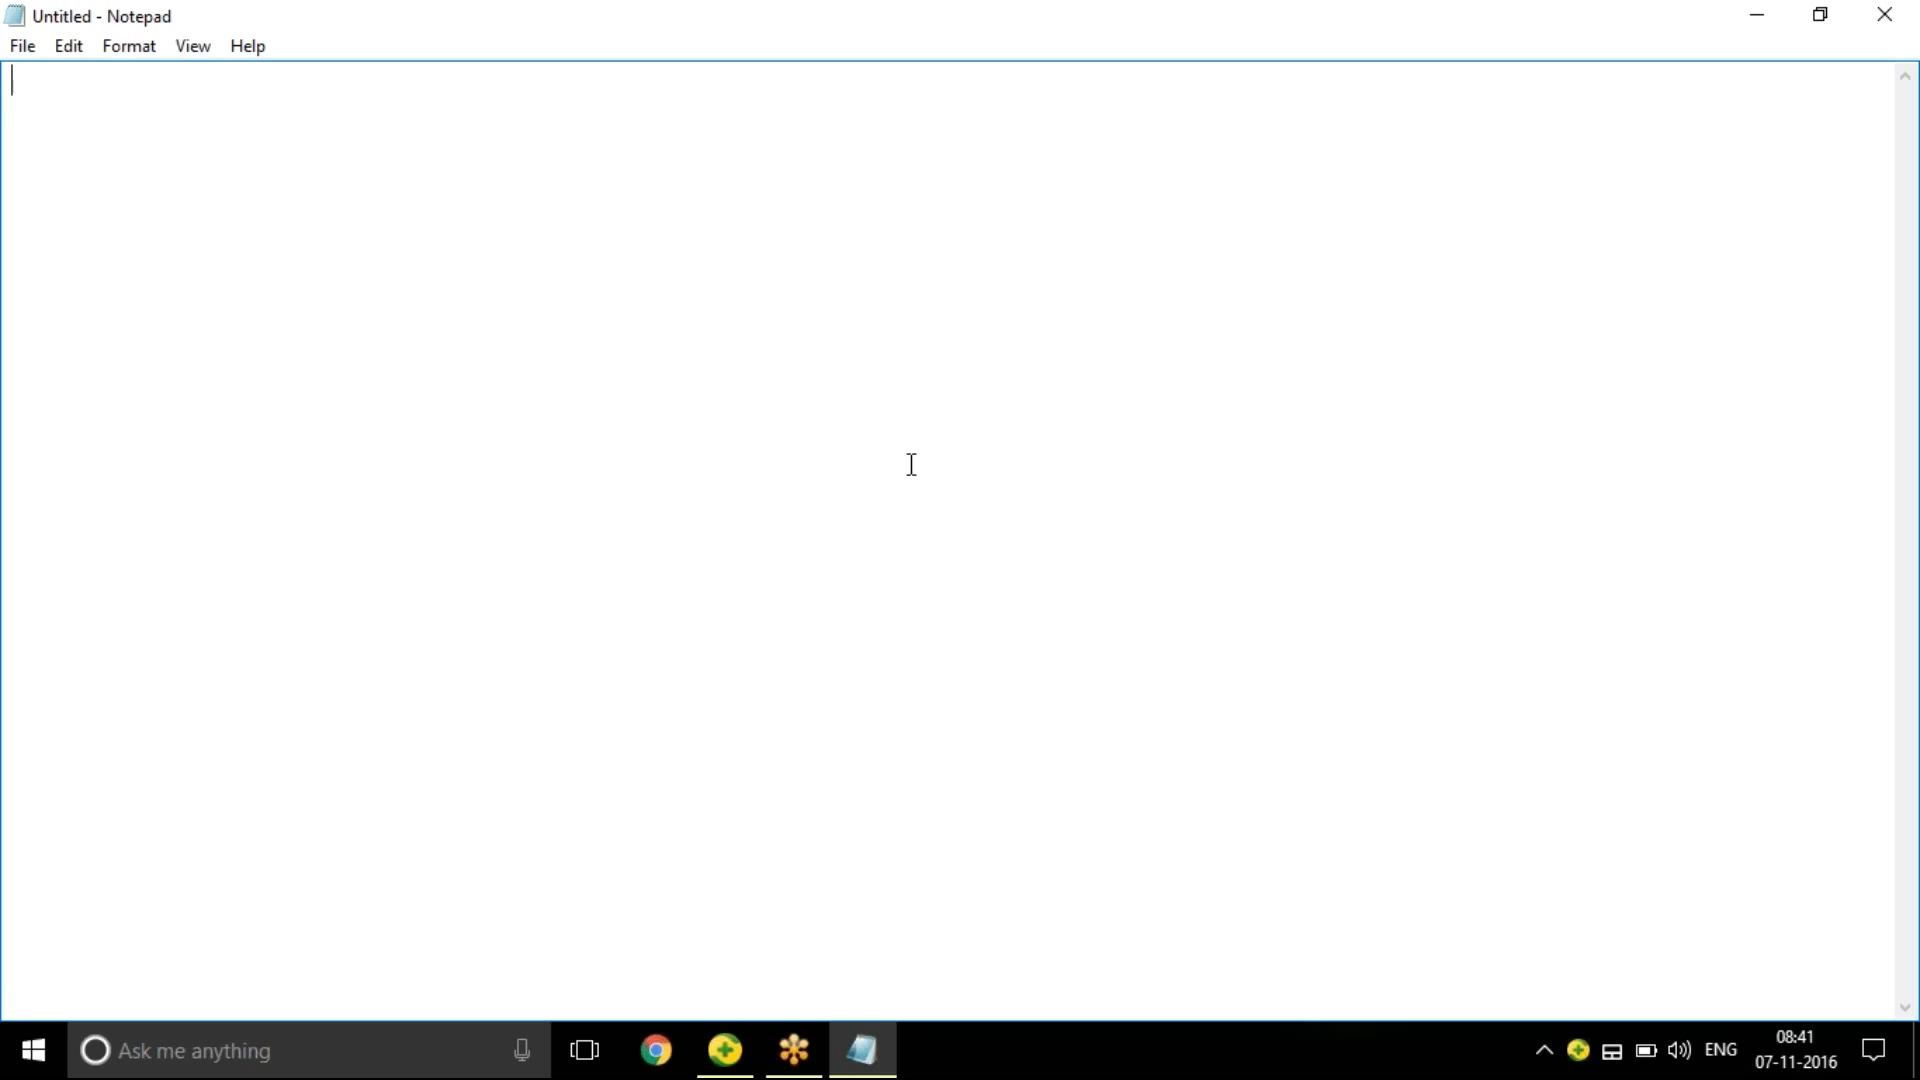 Untitled - Notepad
File Edit Format View Help
Ask me anything
ENG
08:41
07-11-2016